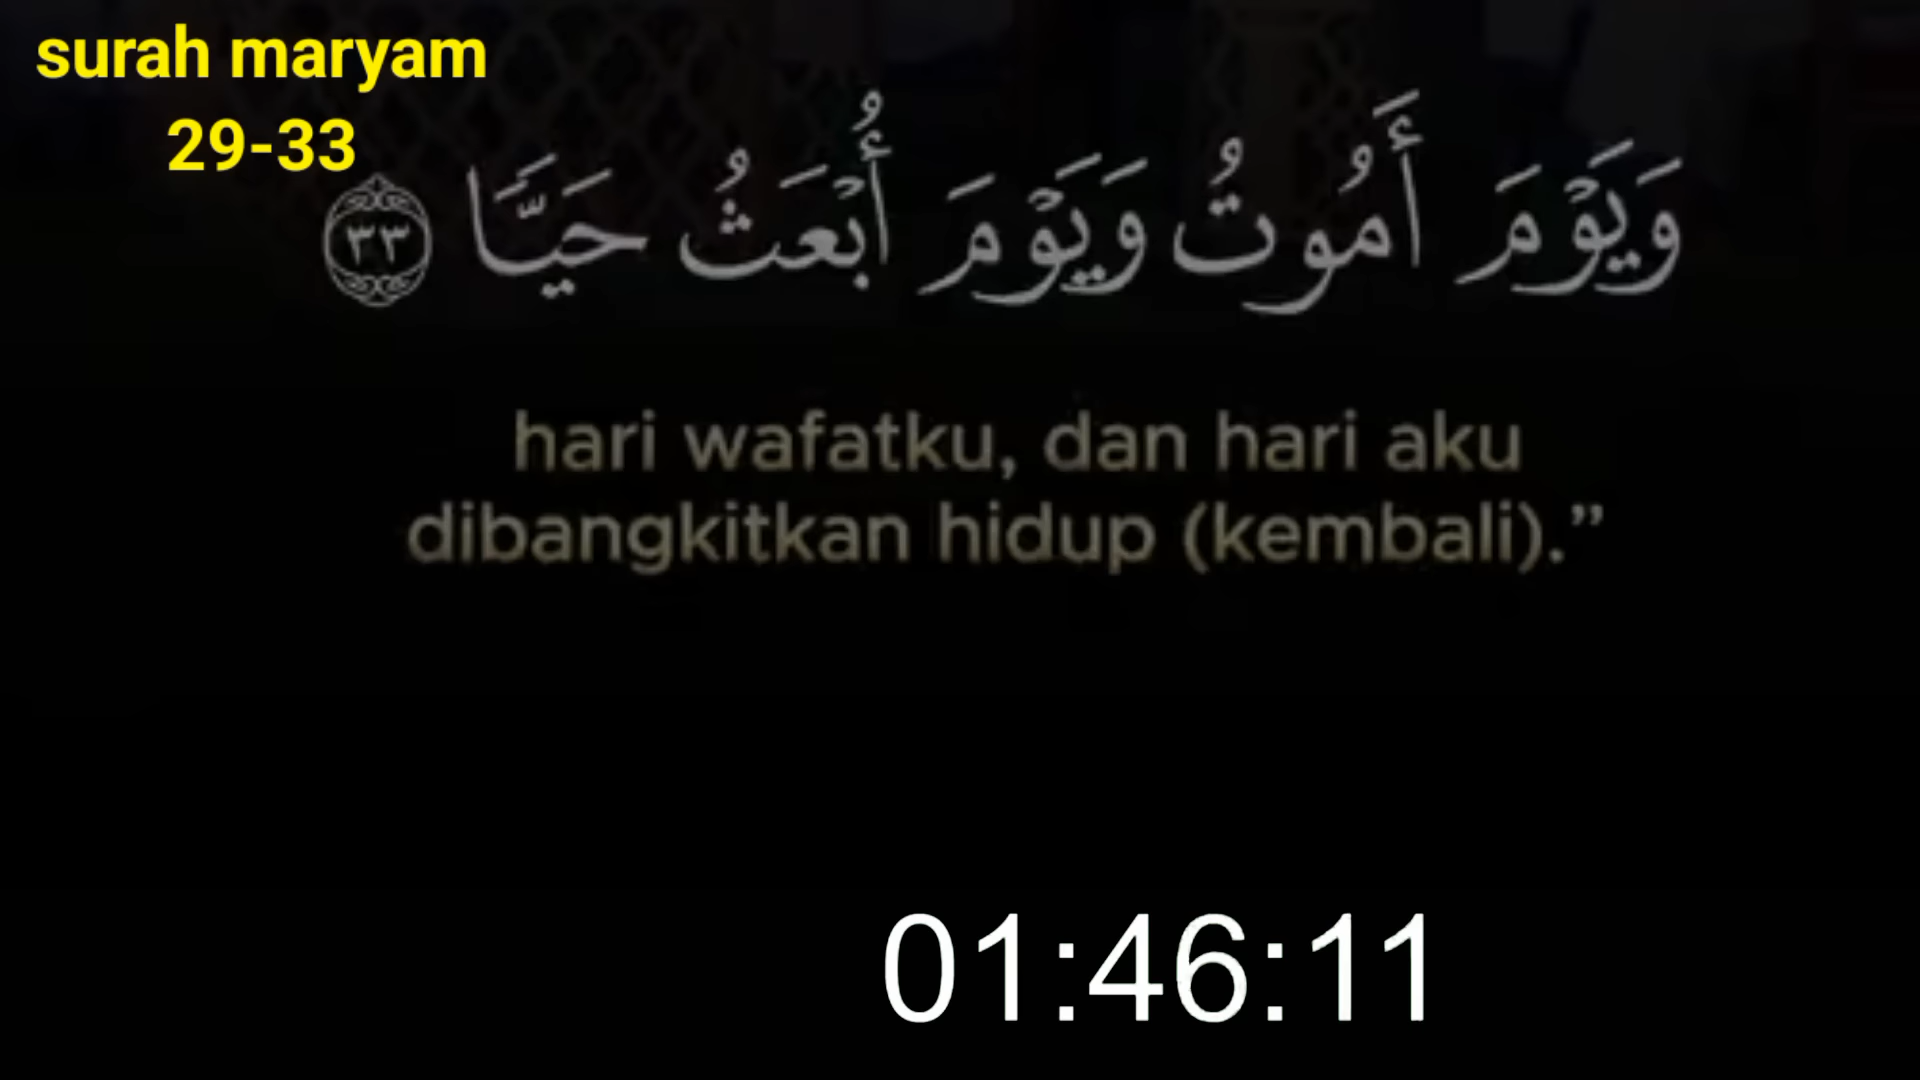 surah maryam
29-33
وَيَوْمَ أَمُوتُ وَيَوْمَ أُبْعَثُ حَيًّا ٣٣
hari wafatku, dan hari aku
dibangkitkan hidup (kembali).”
01:46:11